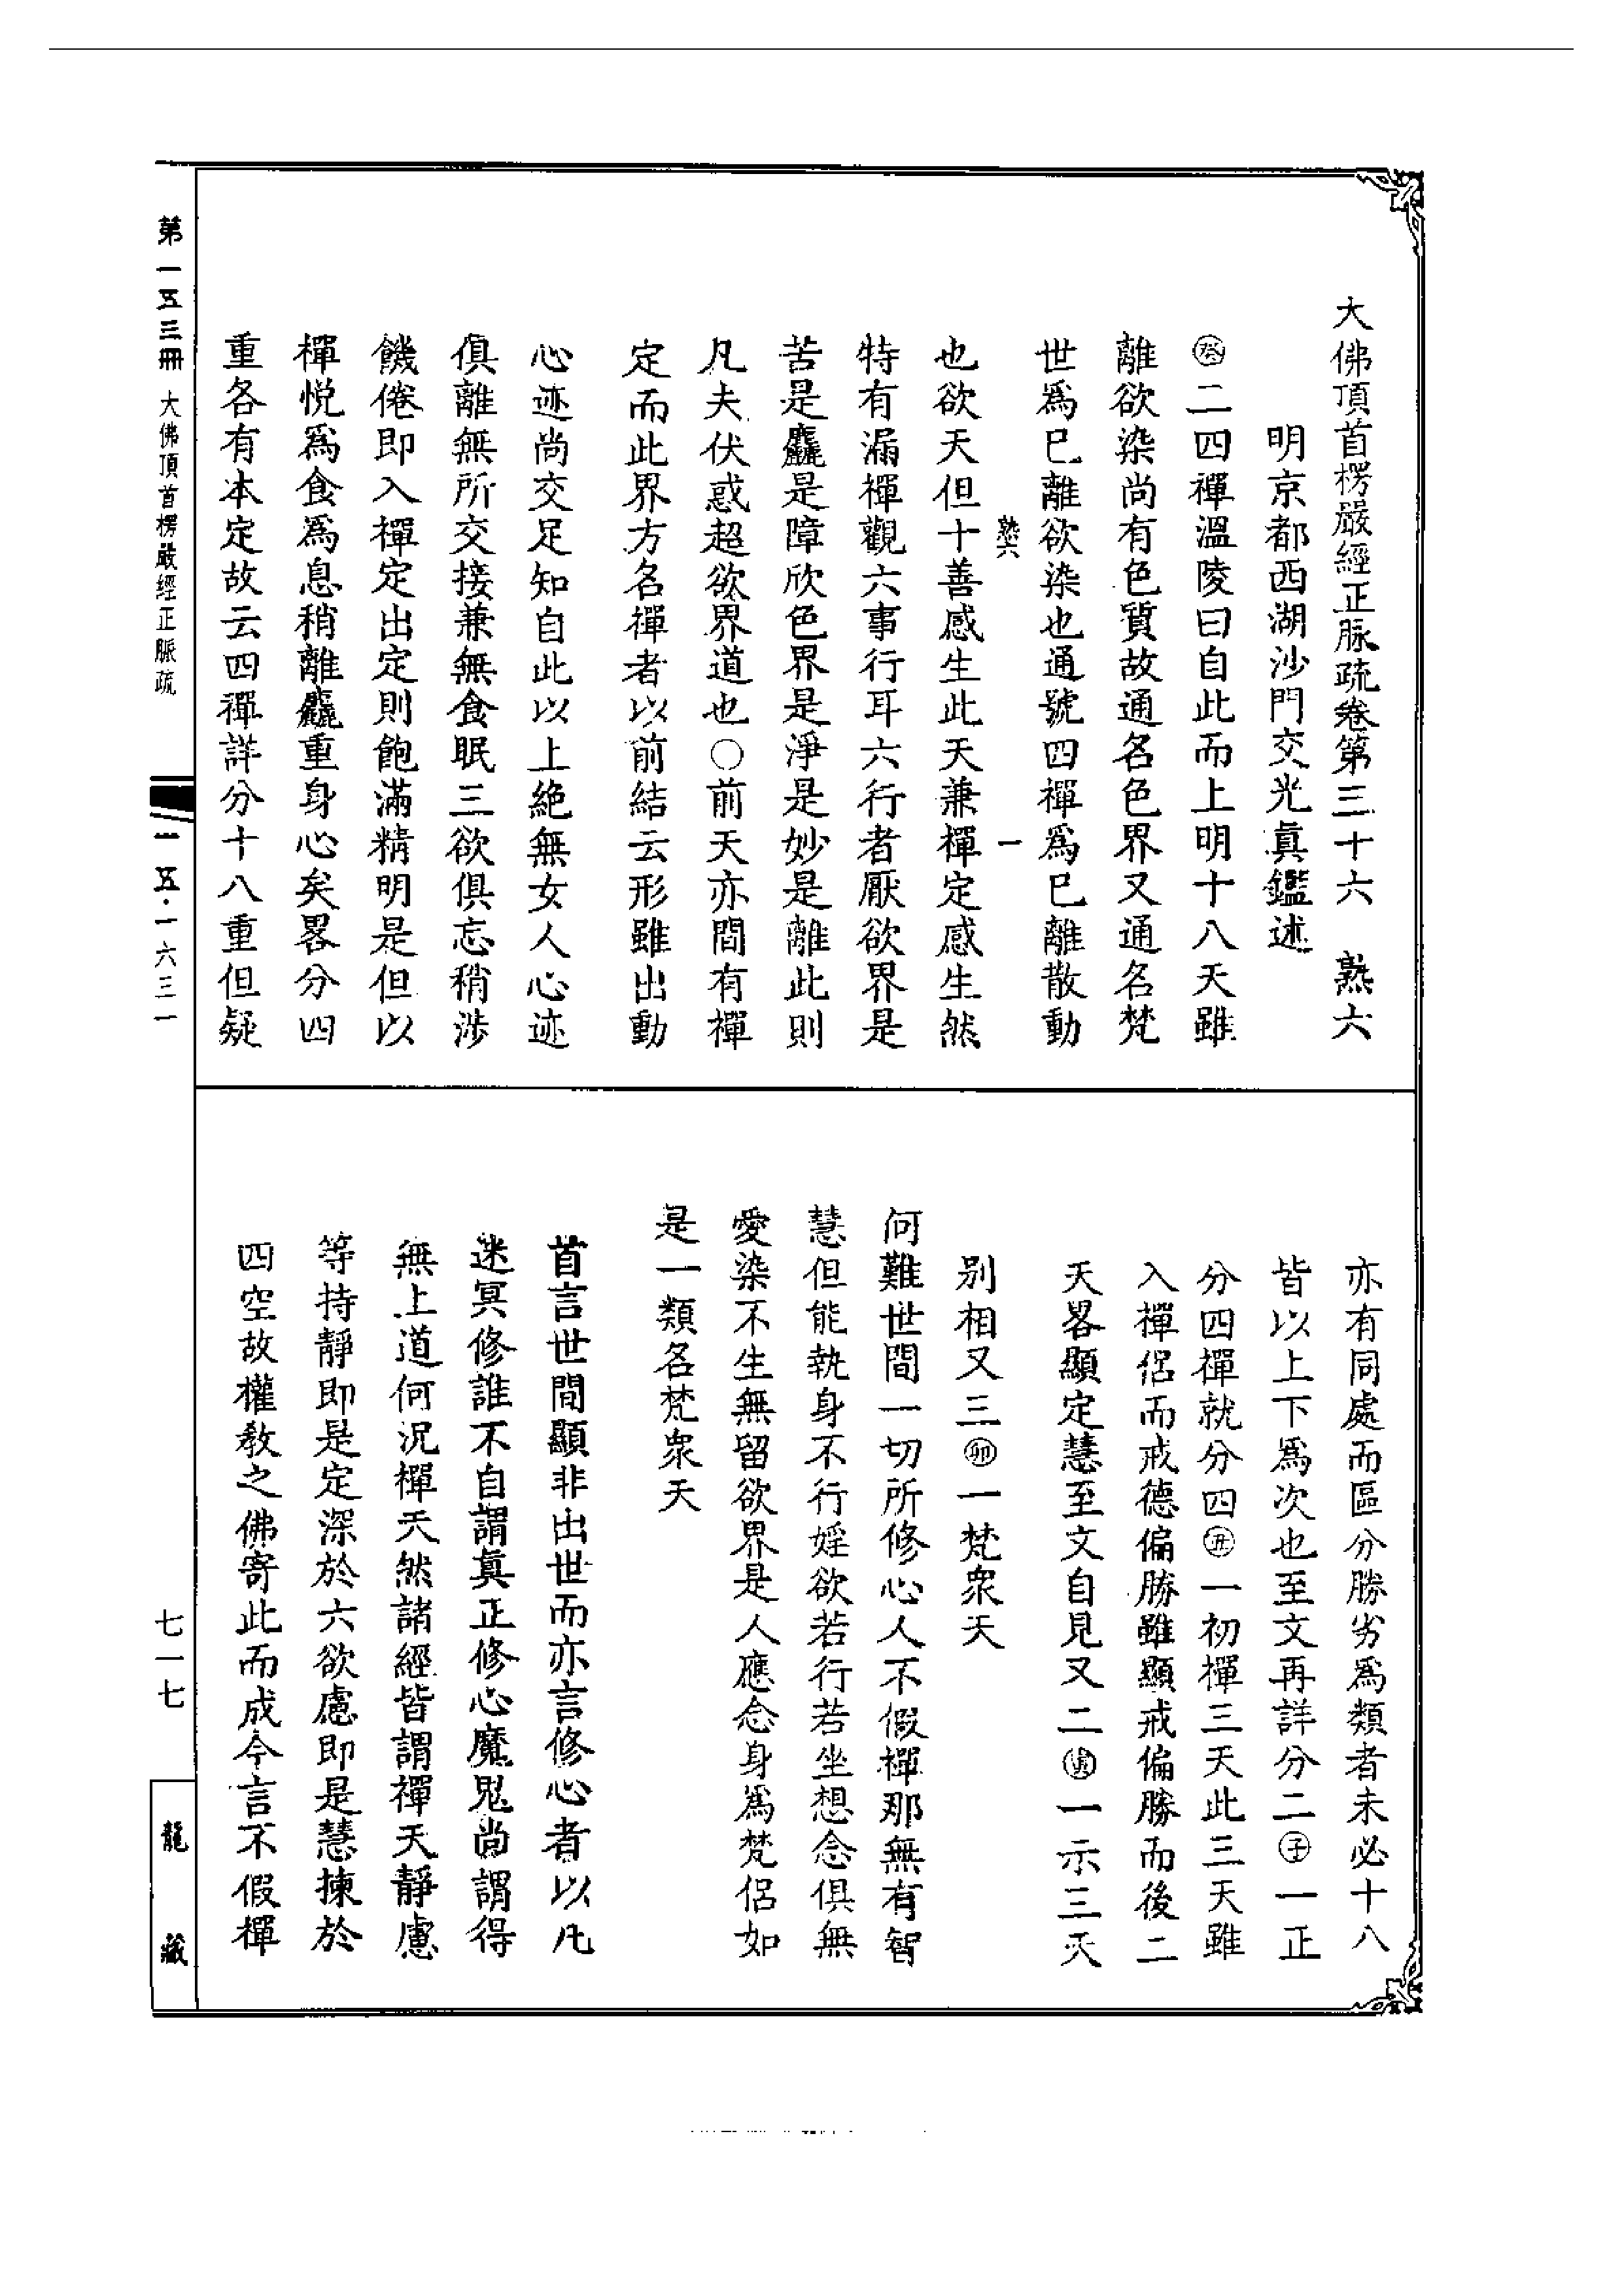 大佛頂首楞嚴經正脉疏卷第三十六　熟六
明京都西湖沙門交光真鑑述
㊌二四禪溫陵曰自此而上明十八天雖
離欲染尚有色質故通名色界又通名梵
世爲已離欲染也通號四禪爲已離散動
熟六　一
也欲天但十善感生此天兼禪定感生然
特有漏禪觀六事行耳六行者厭欲界是
苦是麤是障欣色界是淨是妙是離此則
凡夫伏惑超欲界道也〇前天亦間有禪
定而此界方名禪者以前結云形雖出動
心迹尚交足知自此以上絶無女人心迹
俱離無所交接兼無食眠三欲俱忘稍涉
饑倦即入禪定出定則飽滿精明是但以
禪悅爲食爲息稍離麤重身心矣畧分四
重各有本定故云四禪詳分十八重但疑
亦有同處而區分勝劣爲類者未必十八
皆以上下爲次也至文再詳分二子一正
分四禪就分四丑一初禪三天此三天雖
入禪侶而戒德偏勝雖顯戒偏勝而後二
天畧顯定慧至文自見又二寅一示三天
別相又三卯一梵衆天
何難世間一切所修心人不假禪那無有智
慧但能執身不行婬欲若行若坐想念俱無
愛染不生無留欲界是人應念身爲梵侶如
是一類名梵衆天
首言世間顯非出世而亦言修心者以凡
迷冥修誰不自謂真正修心魔鬼尚謂得
無上道何況禪天然諸經皆謂禪天靜慮
等持靜即是定深於六欲慮即是慧揀於
四空故權教之佛寄此而成今言不假禪
第一五三冊　大佛頂首楞嚴經正脈疏
一五·一六三一
七一七
龍藏